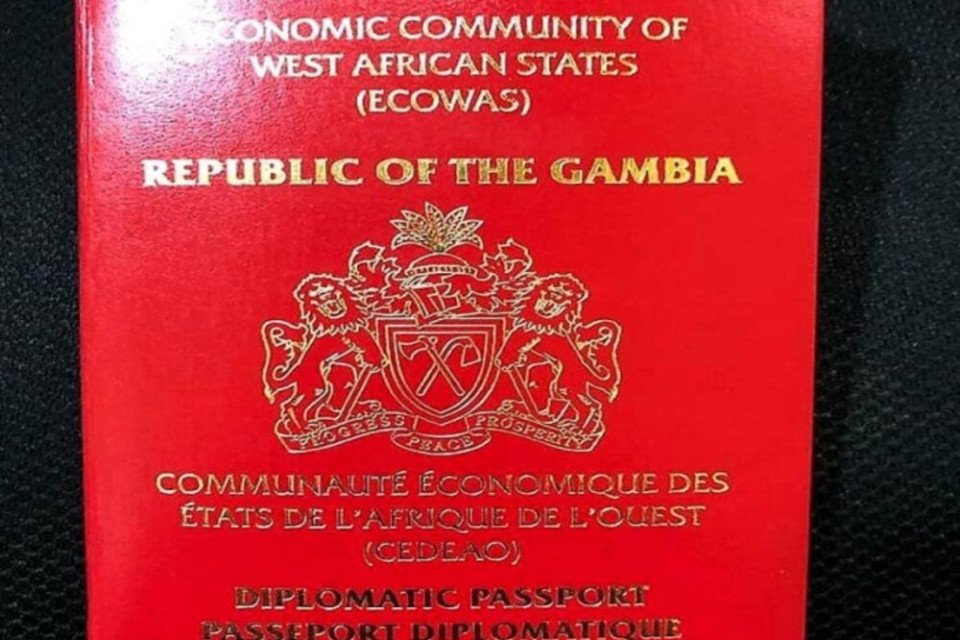 ECONOMIC COMMUNITY OF
WEST AFRICAN STATES
(ECOWAS)
REPUBLIC OF THE GAMBIA
PROGRESS PEACE PROSPERITY
COMMUNAUTÉ ÉCONOMIQUE DES
ÉTATS DE L'AFRIQUE DE L'OUEST
(CEDEAO)
DIPLOMATIC PASSPORT
PASSEPORT DIPLOMATIQUE